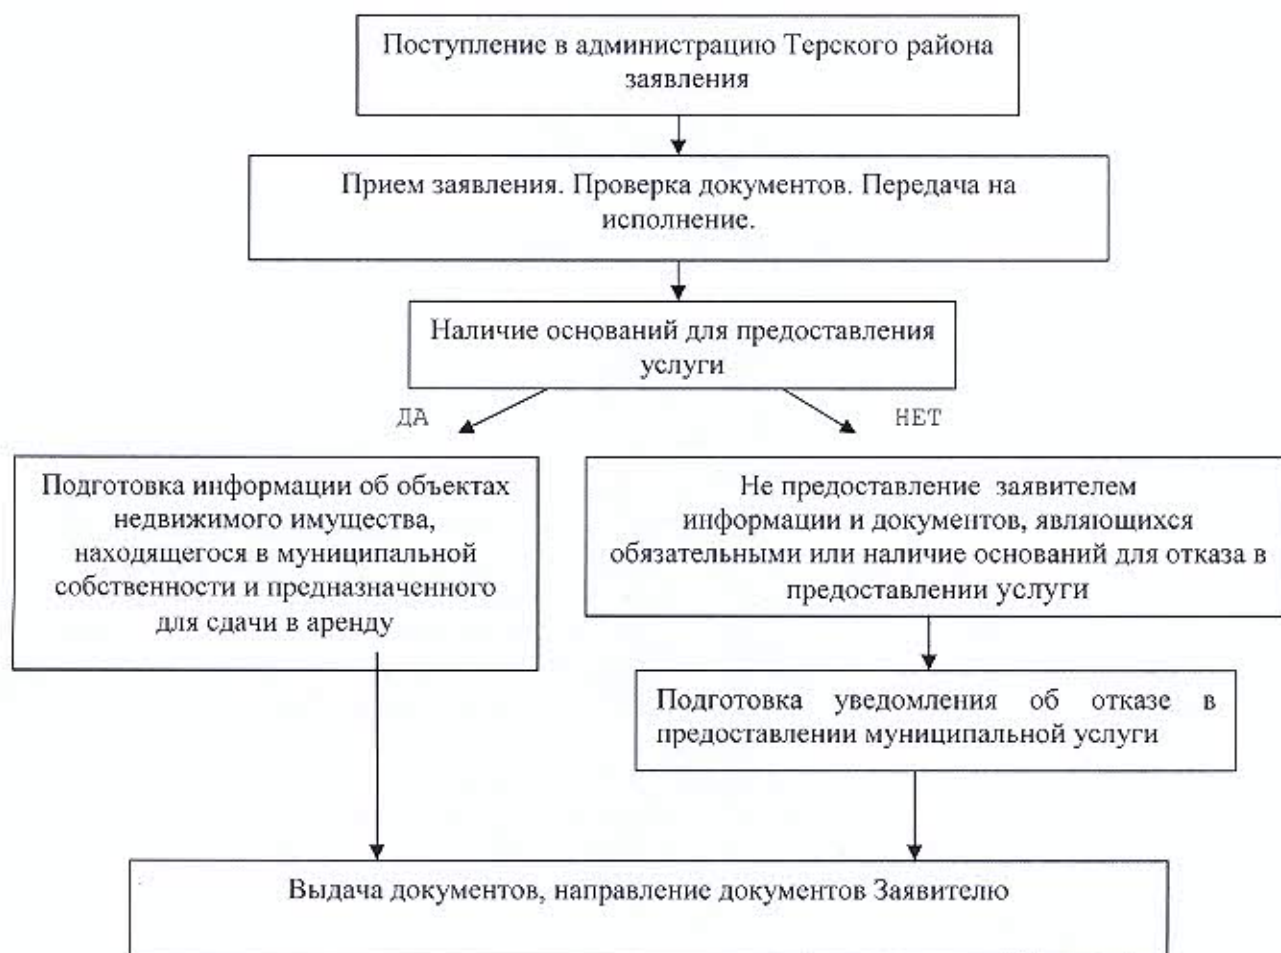 Поступление в администрацию Терского района
заявления
Прием заявления. Проверка документов. Передача на
исполнение.
Наличие оснований для предоставления
услуги
ДА
НЕТ
Подготовка информации об объектах
недвижимого имущества,
находящегося в муниципальной
собственности и предназначенного
для сдачи в аренду
Не предоставление заявителем
информации и документов, являющихся
обязательными или наличие оснований для отказа в
предоставлении услуги
Подготовка уведомления об отказе в
предоставлении муниципальной услуги
Выдача документов, направление документов Заявителю